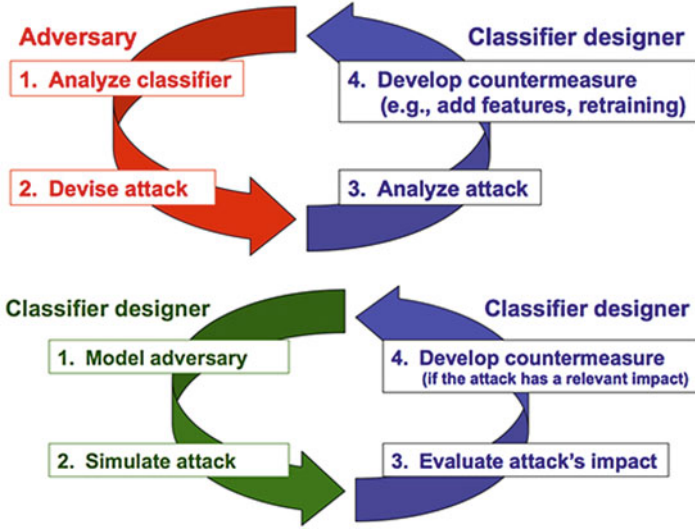 Adversary
Classifier designer
1. Analyze classifier
4. Develop countermeasure
(e.g., add features, retraining)
2. Devise attack
3. Analyze attack
Classifier designer
Classifier designer
1. Model adversary
4. Develop countermeasure
(if the attack has a relevant impact)
2. Simulate attack
3. Evaluate attack's impact